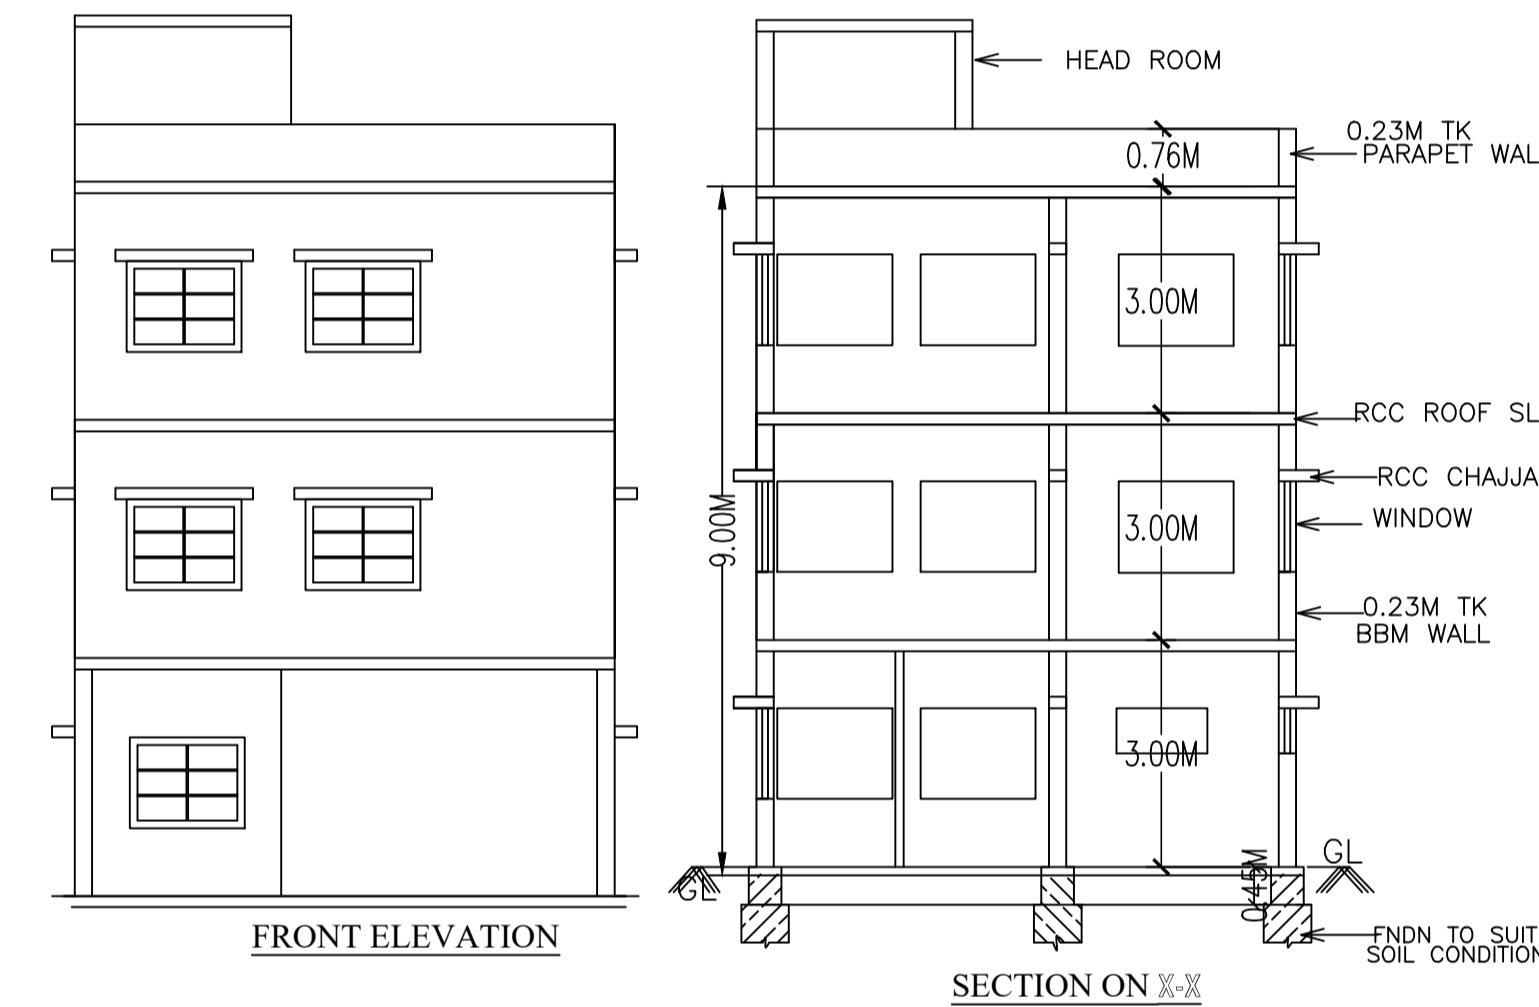 HEAD ROOM
0.23M TK
PARAPET WAL
0.76M
3.00M
RCC ROOF SL
RCC CHAJJA
WINDOW
9.00M
3.00M
0.23M TK
BBM WALL
3.00M
GL
GL
0.45M
FNDN TO SUIT
SOIL CONDITION
FRONT ELEVATION
SECTION ON X-X